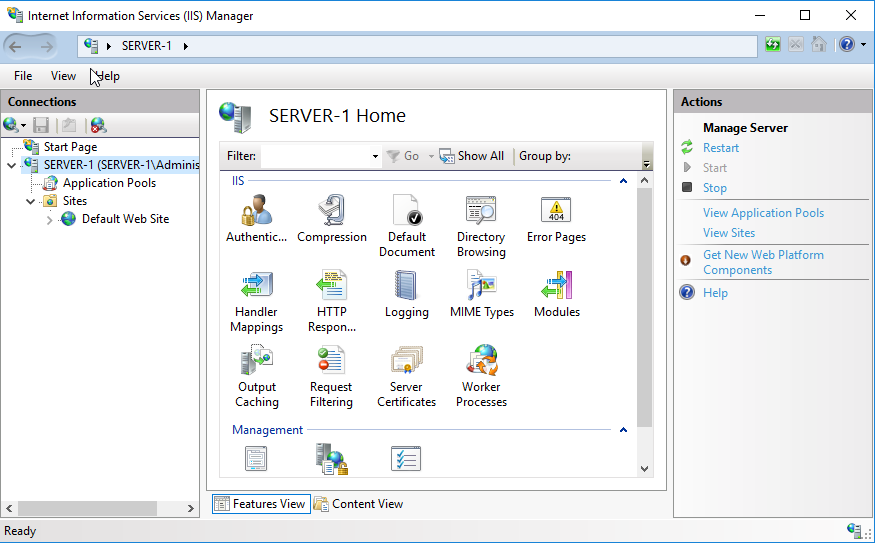 Internet Information Services (IIS) Manager
SERVER-1
File View Help
Connections
Start Page
SERVER-1 (SERVER-1\Adminis
Application Pools
Sites
Default Web Site
SERVER-1 Home
Filter: Go Show All Group by:
IIS
Authentic... Compression Default Document Directory Browsing Error Pages
404
Handler Mappings HTTP Respon... Logging MIME Types Modules
Output Caching Request Filtering Server Certificates Worker Processes
Management
Features View Content View
Actions
Manage Server
Restart
Start
Stop
View Application Pools
View Sites
Get New Web Platform
Components
Help
Ready